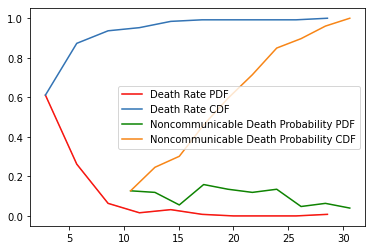 1.0
0.8
0.6
0.4
0.2
0.0
Death Rate PDF
Death Rate CDF
Noncommunicable Death Probability PDF
Noncommunicable Death Probability CDF
5 10 15 20 25 30